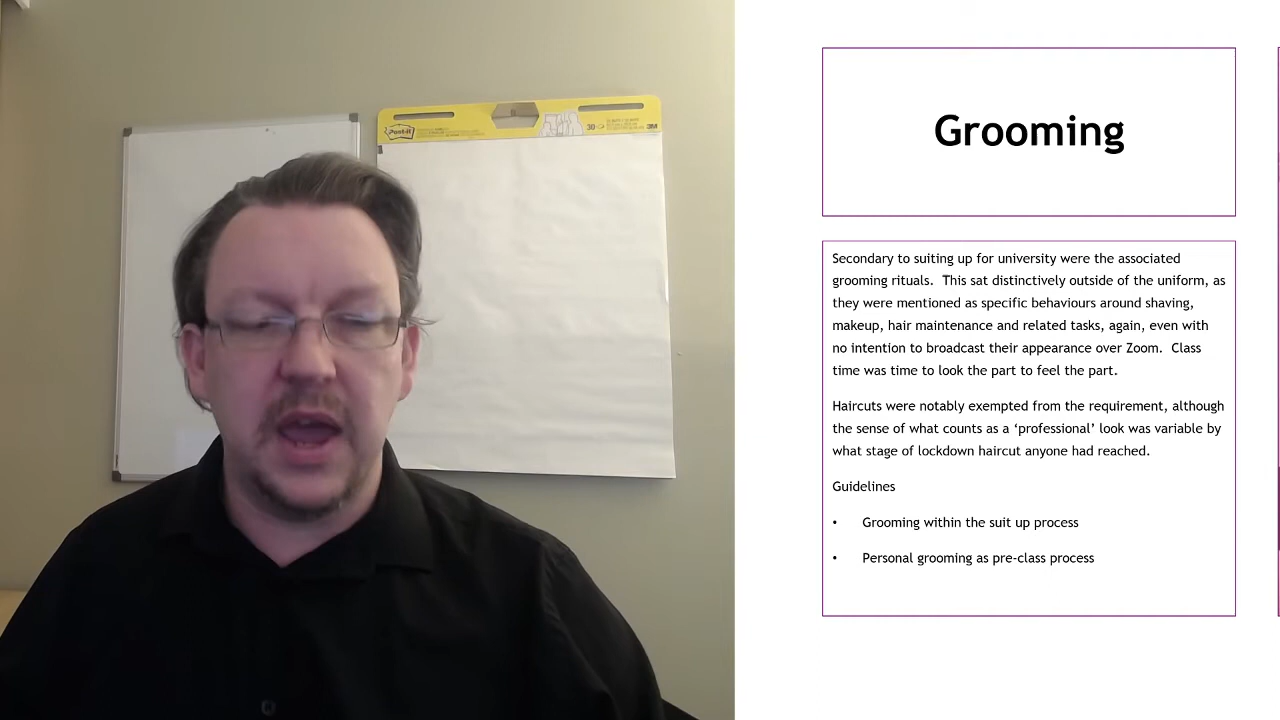 Post-it
30
3M
Grooming
Secondary to suiting up for university were the associated
grooming rituals.  This sat distinctively outside of the uniform, as
they were mentioned as specific behaviours around shaving,
makeup, hair maintenance and related tasks, again, even with
no intention to broadcast their appearance over Zoom.  Class
time was time to look the part to feel the part.
Haircuts were notably exempted from the requirement, although
the sense of what counts as a ‘professional’ look was variable by
what stage of lockdown haircut anyone had reached.
Guidelines
• Grooming within the suit up process
• Personal grooming as pre-class process